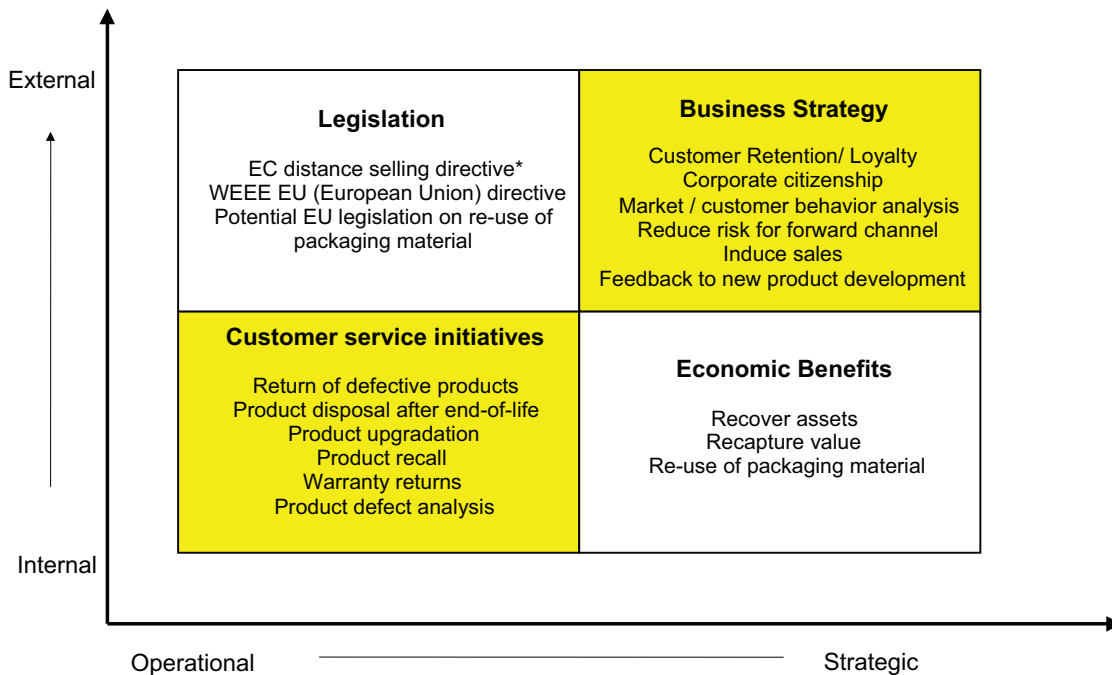 External
Legislation
EC distance selling directive*
WEEE EU (European Union) directive
Potential EU legislation on re-use of
packaging material
Business Strategy
Customer Retention/ Loyalty
Corporate citizenship
Market / customer behavior analysis
Reduce risk for forward channel
Induce sales
Feedback to new product development
Customer service initiatives
Return of defective products
Product disposal after end-of-life
Product upgradation
Product recall
Warranty returns
Product defect analysis
Economic Benefits
Recover assets
Recapture value
Re-use of packaging material
Internal
Operational
Strategic